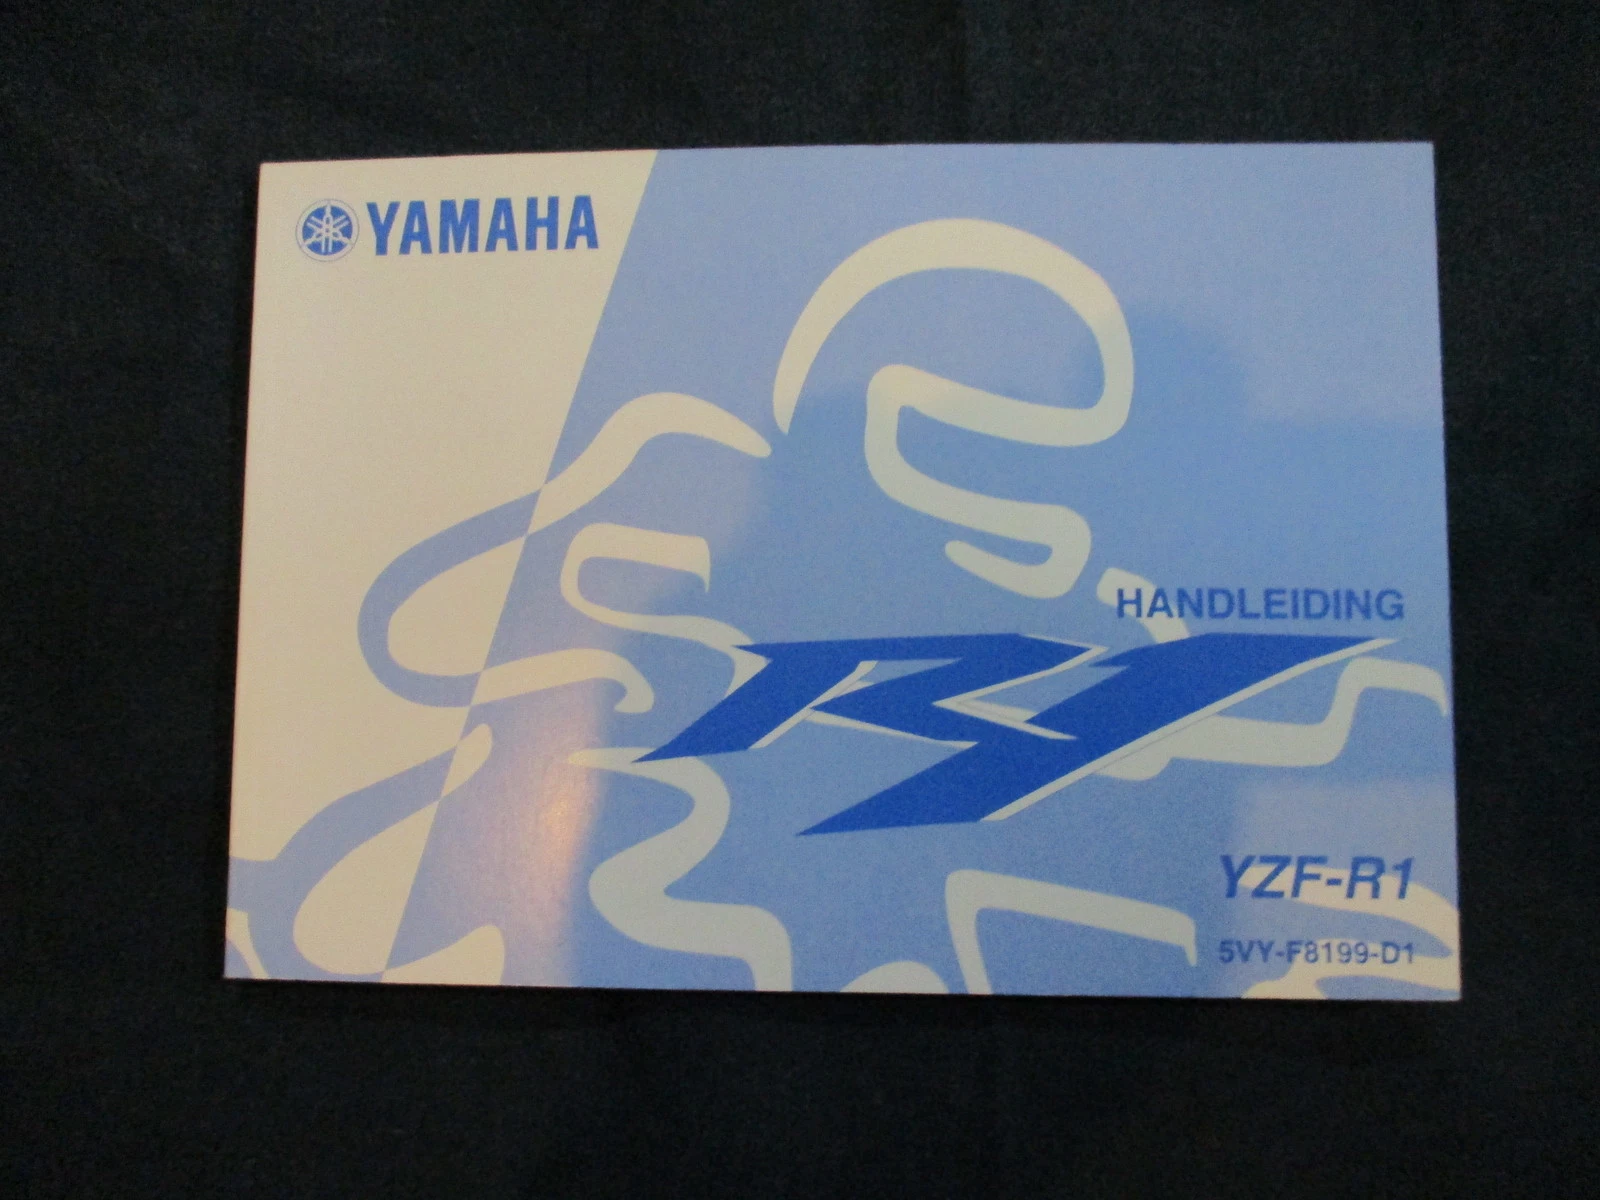 YAMAHA
HANDLEIDING
R1
YZF-R1
5VY-F8199-D1